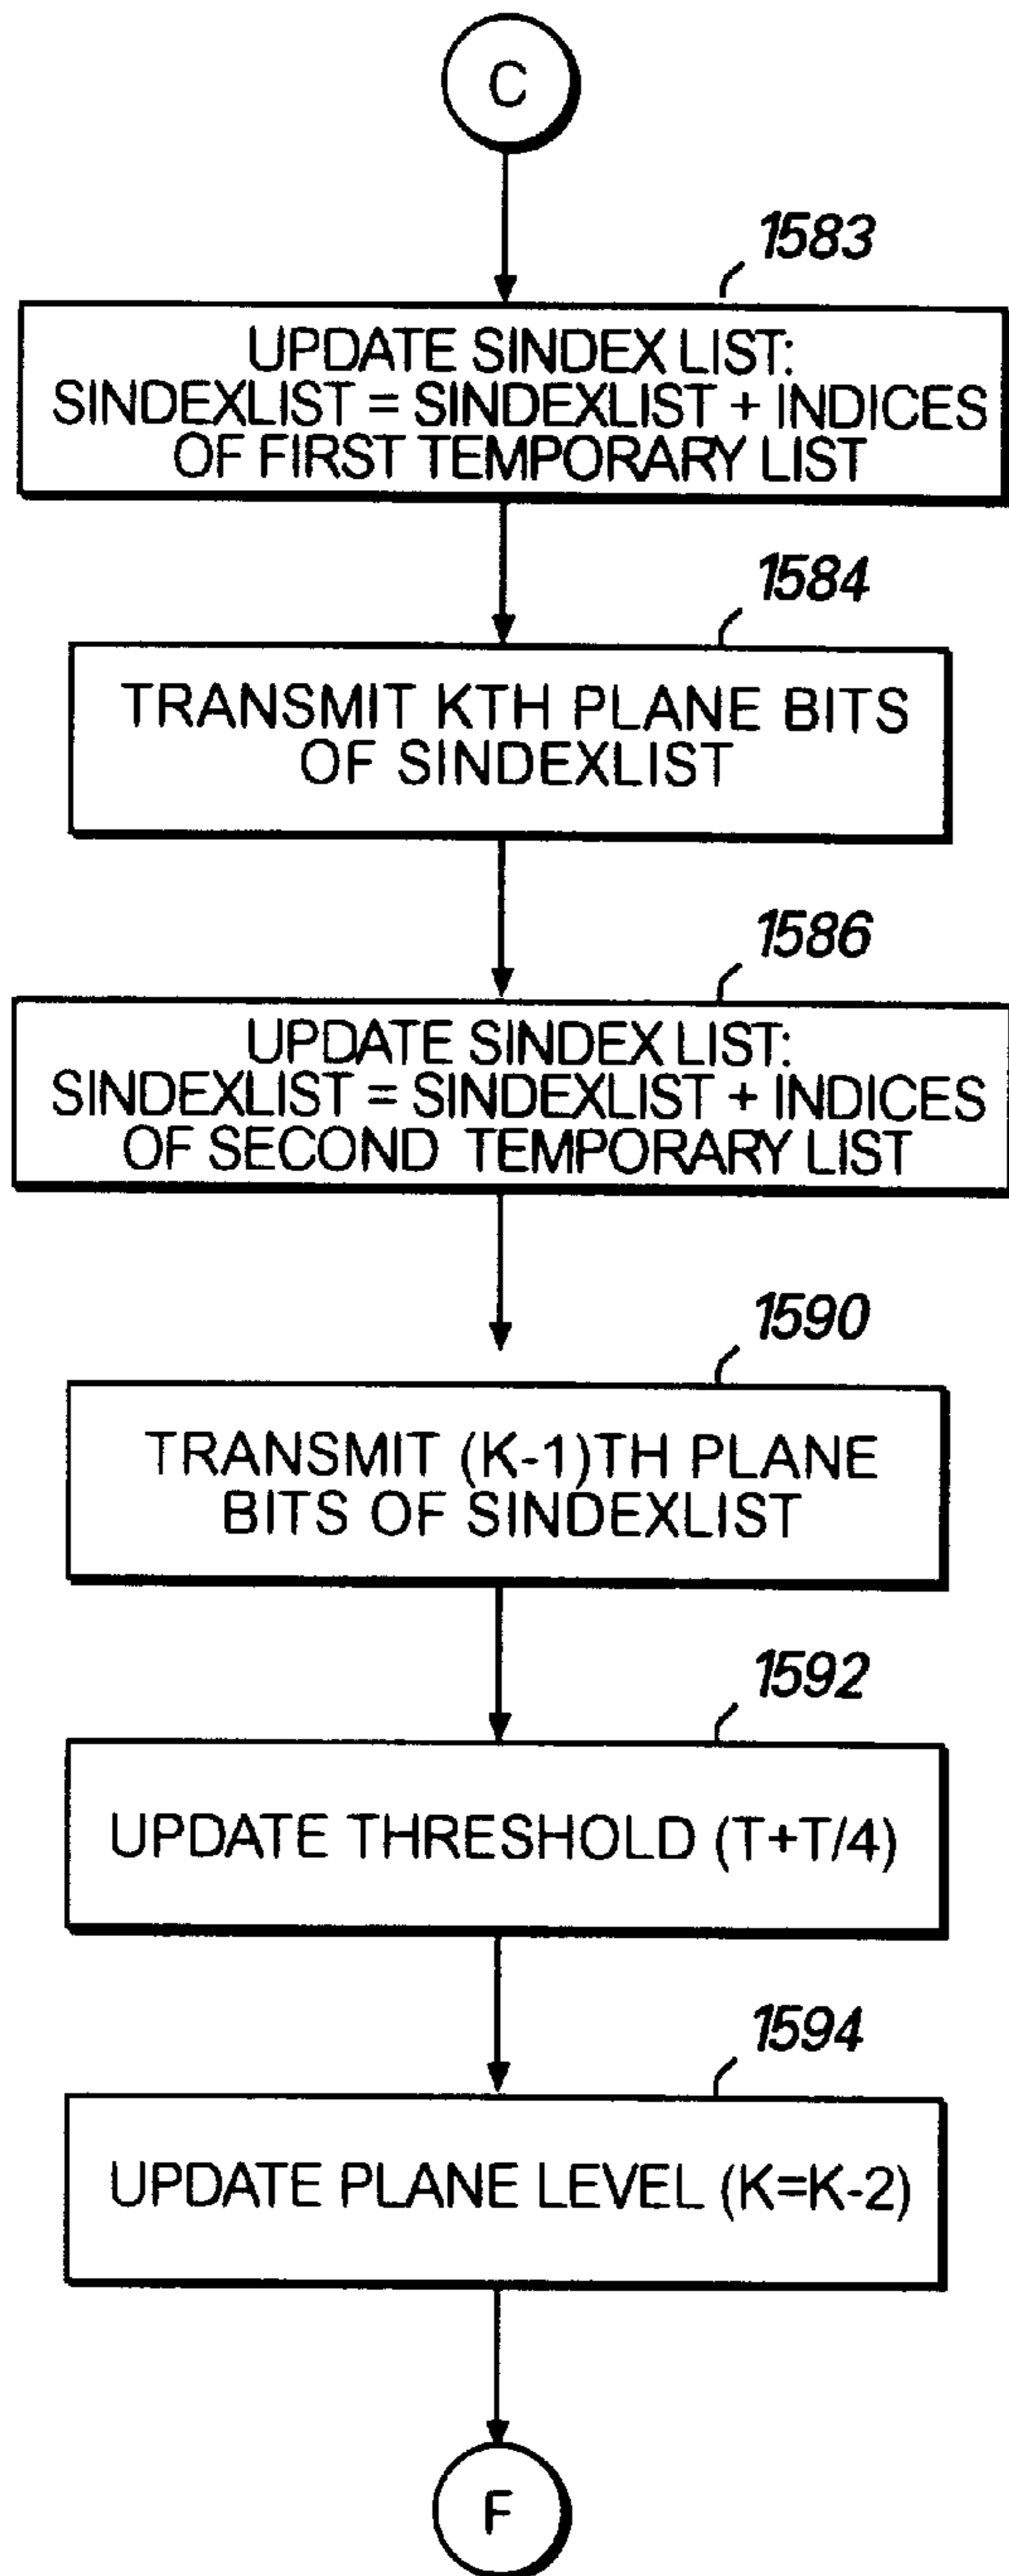 C
1583
UPDATE SINDEX LIST:
SINDEXLIST = SINDEXLIST + INDICES
OF FIRST TEMPORARY LIST
1584
TRANSMIT KTH PLANE BITS
OF SINDEXLIST
1586
UPDATE SINDEX LIST:
SINDEXLIST = SINDEXLIST + INDICES
OF SECOND TEMPORARY LIST
1590
TRANSMIT (K-1)TH PLANE
BITS OF SINDEXLIST
1592
UPDATE THRESHOLD (T+T/4)
1594
UPDATE PLANE LEVEL (K=K-2)
F